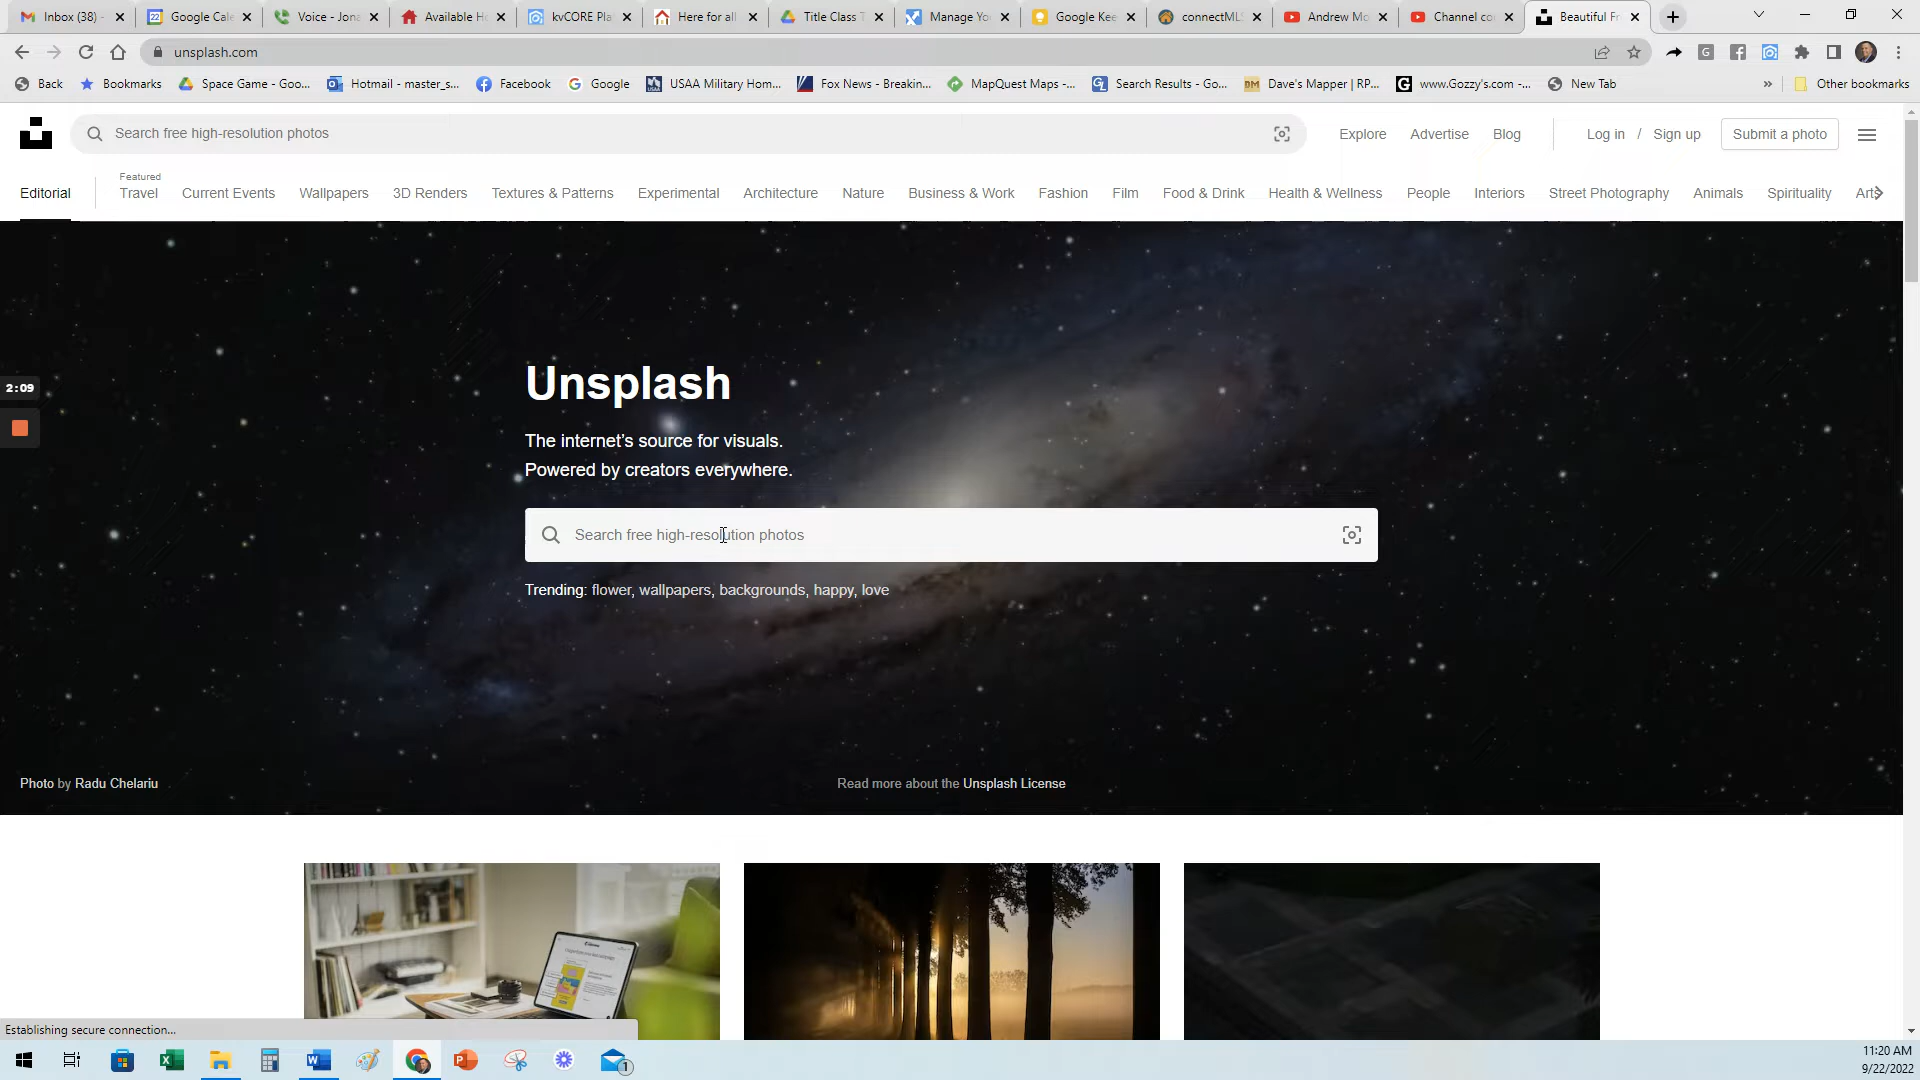 Inbox (38) -
Google Cale
Voice - Jona
Available H
kvCORE Pla
Here for all
Title Class T
Manage Yo
Google Kee
connectML
Andrew Mo
Channel co
Beautiful Fr
unsplash.com
Back
Bookmarks
Space Game - Goo...
Hotmail - master_s...
Facebook
Google
USAA Military Hom...
Fox News - Breakin...
MapQuest Maps -...
Search Results - Go...
Dave's Mapper | RP...
www.Gozzy's.com -...
New Tab
»
Other bookmarks
Search free high-resolution photos
Explore
Advertise
Blog
Log in / Sign up
Submit a photo
Editorial
Featured
Travel
Current Events
Wallpapers
3D Renders
Textures & Patterns
Experimental
Architecture
Nature
Business & Work
Fashion
Film
Food & Drink
Health & Wellness
People
Interiors
Street Photography
Animals
Spirituality
Arts
2:09
Unsplash
The internet's source for visuals.
Powered by creators everywhere.
Search free high-resolution photos
Trending: flower, wallpapers, backgrounds, happy, love
Photo by Radu Chelariu
Read more about the Unsplash License
Establishing secure connection...
1
11:20 AM
9/22/2022